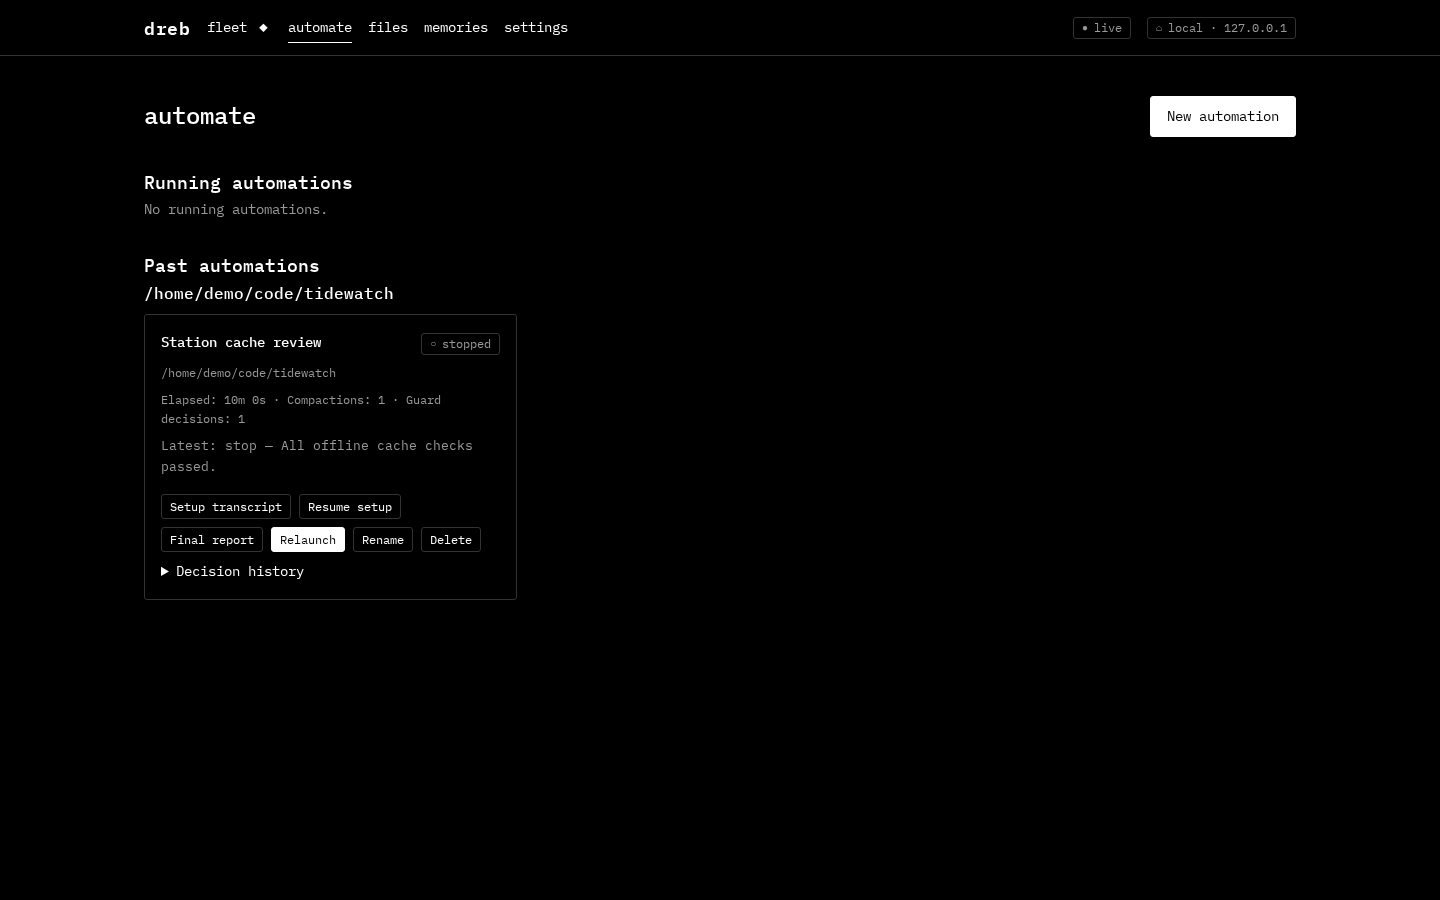 dreb fleet ◆ automate files memories settings ● live ⌂ local · 127.0.0.1
automate New automation
Running automations
No running automations.
Past automations
/home/demo/code/tidewatch
Station cache review ○ stopped
/home/demo/code/tidewatch
Elapsed: 10m 0s · Compactions: 1 · Guard
decisions: 1
Latest: stop — All offline cache checks
passed.
Setup transcript Resume setup
Final report Relaunch Rename Delete
▶ Decision history